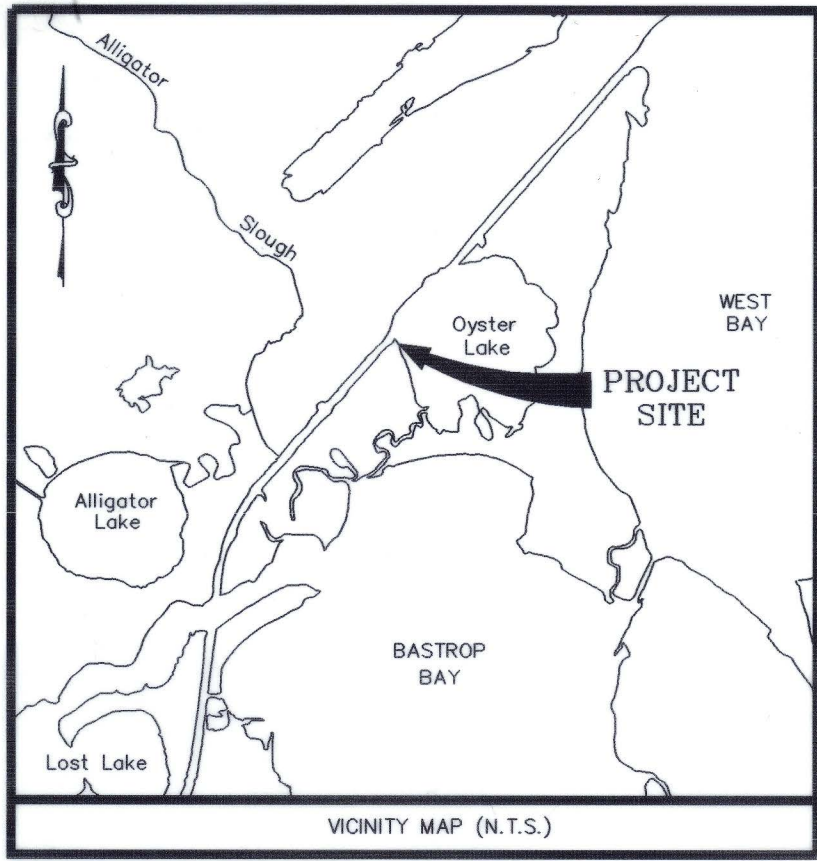 Alligator
Slough
WEST
BAY
Oyster
Lake
PROJECT
SITE
Alligator
Lake
BASTROP
BAY
Lost Lake
VICINITY MAP (N.T.S.)